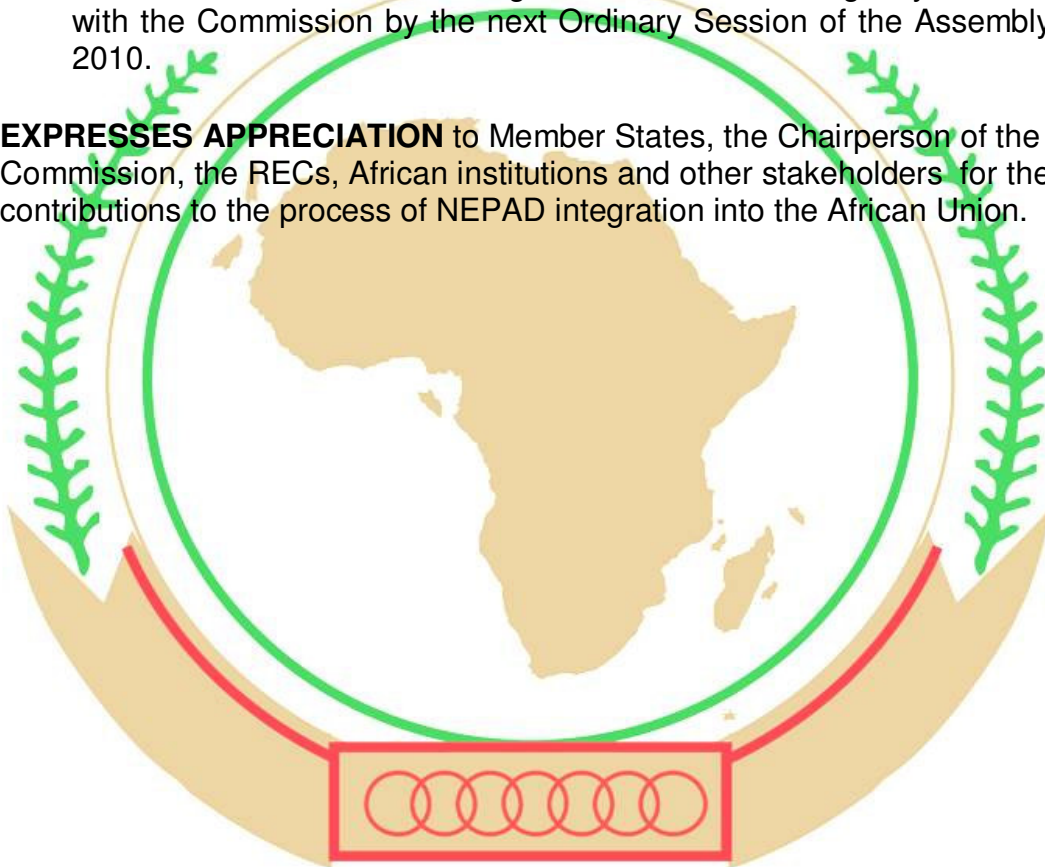 with the Commission by the next Ordinary Session of the Assembly
2010.
EXPRESSES APPRECIATION to Member States, the Chairperson of the
Commission, the RECs, African institutions and other stakeholders for the
contributions to the process of NEPAD integration into the African Union.